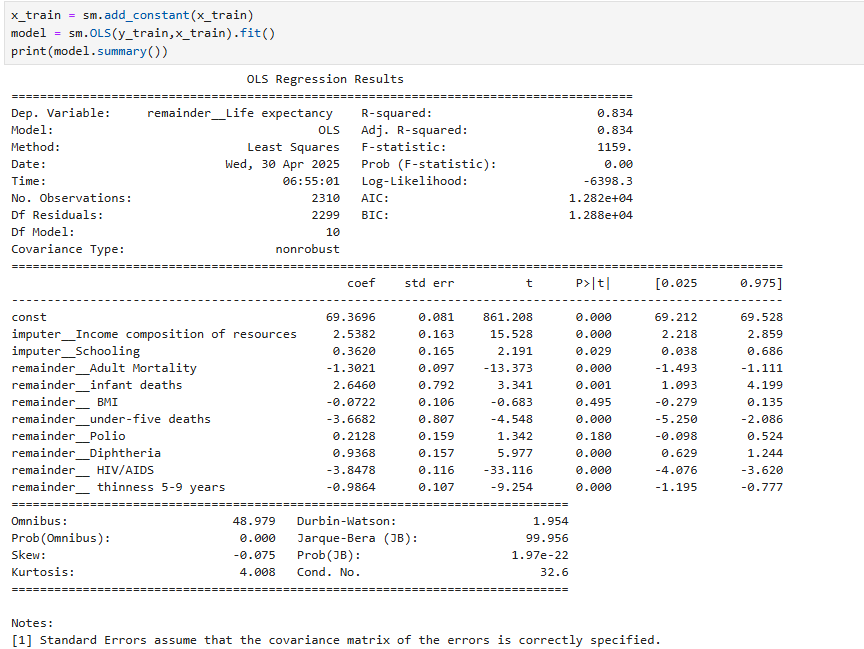 x_train = sm.add_constant(x_train)
model = sm.OLS(y_train,x_train).fit()
print(model.summary())
OLS Regression Results
==============================================================================
Dep. Variable: remainder__Life expectancy R-squared: 0.834
Model: OLS Adj. R-squared: 0.834
Method: Least Squares F-statistic: 1159.
Date: Wed, 30 Apr 2025 Prob (F-statistic): 0.00
Time: 06:55:01 Log-Likelihood: -6398.3
No. Observations: 2310 AIC: 1.282e+04
Df Residuals: 2299 BIC: 1.288e+04
Df Model: 10
Covariance Type: nonrobust
==============================================================================
coef std err t P>|t| [0.025 0.975]
------------------------------------------------------------------------------
const 69.3696 0.081 861.208 0.000 69.212 69.528
imputer__Income composition of resources 2.5382 0.163 15.528 0.000 2.218 2.859
imputer__Schooling 0.3620 0.165 2.191 0.029 0.038 0.686
remainder__Adult Mortality -1.3021 0.097 -13.373 0.000 -1.493 -1.111
remainder__infant deaths 2.6460 0.792 3.341 0.001 1.093 4.199
remainder__ BMI -0.0722 0.106 -0.683 0.495 -0.279 0.135
remainder__under-five deaths -3.6682 0.807 -4.548 0.000 -5.250 -2.086
remainder__Polio 0.2128 0.159 1.342 0.180 -0.098 0.524
remainder__Diphtheria 0.9368 0.157 5.977 0.000 0.629 1.244
remainder__ HIV/AIDS -3.8478 0.116 -33.116 0.000 -4.076 -3.620
remainder__ thinness 5-9 years -0.9864 0.107 -9.254 0.000 -1.195 -0.777
==============================================================================
Omnibus: 48.979 Durbin-Watson: 1.954
Prob(Omnibus): 0.000 Jarque-Bera (JB): 99.956
Skew: -0.075 Prob(JB): 1.97e-22
Kurtosis: 4.008 Cond. No. 32.6
==============================================================================
Notes:
[1] Standard Errors assume that the covariance matrix of the errors is correctly specified.